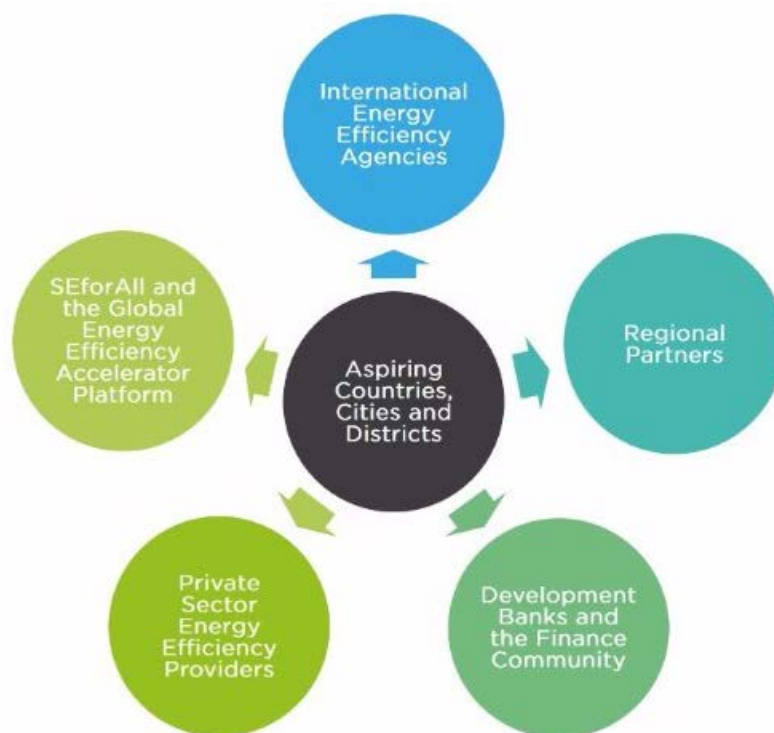 International
Energy
Efficiency
Agencies
SEforAll and
the Global
Energy
Efficiency
Accelerator
Platform
Aspiring
Countries,
Cities and
Districts
Regional
Partners
Private
Sector
Energy
Efficiency
Providers
Development
Banks and
the Finance
Community